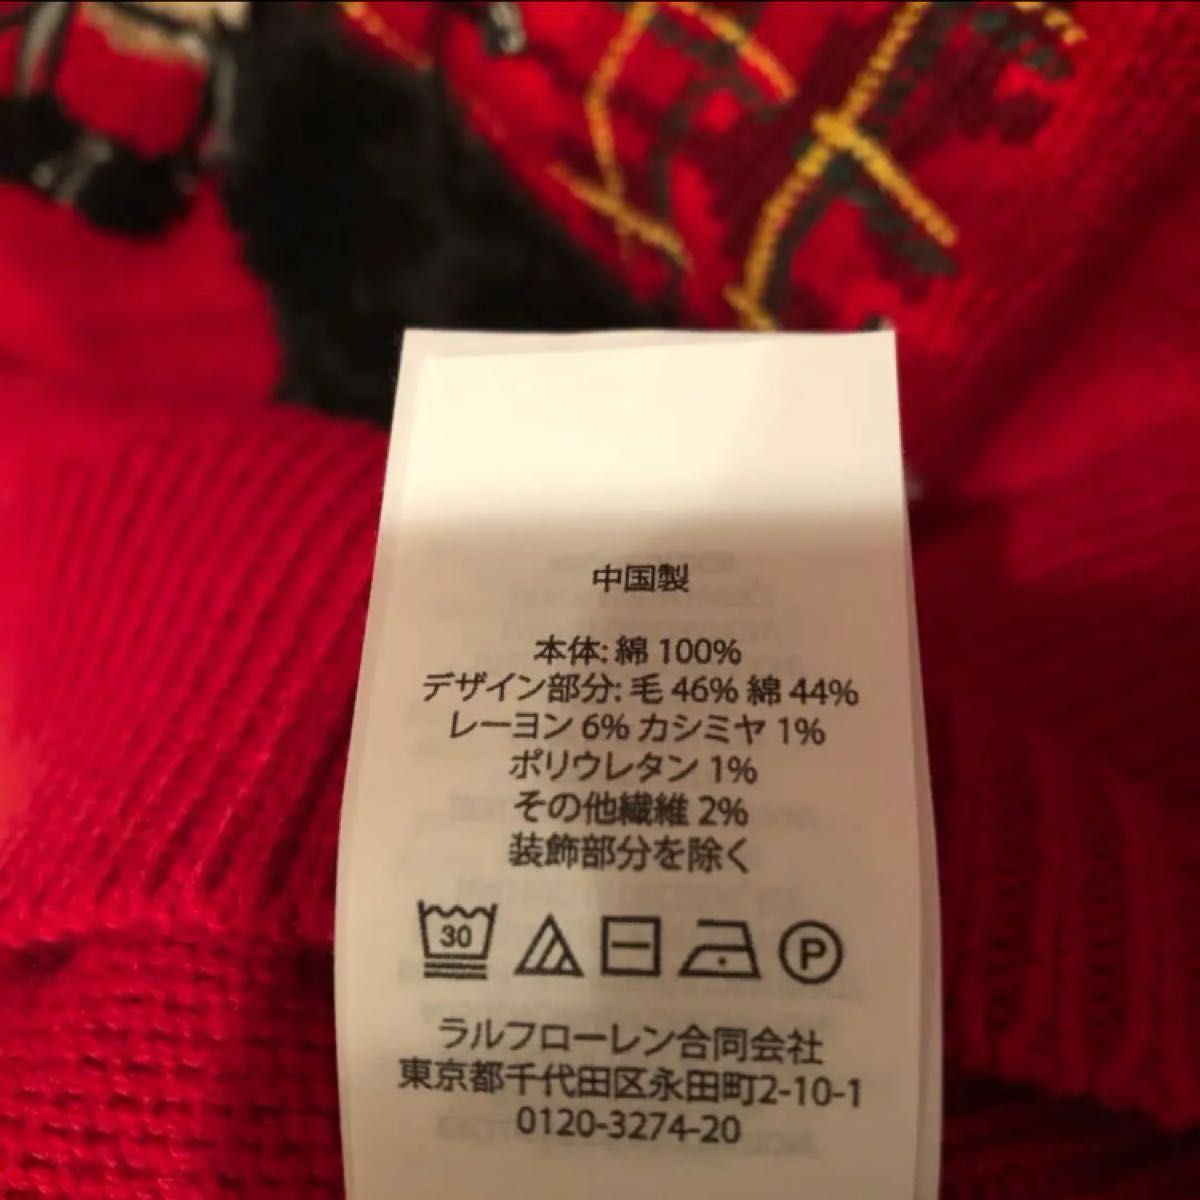 中国製
本体: 綿 100%
デザイン部分: 毛 46% 綿 44%
レーヨン 6% カシミヤ 1%
ポリウレタン 1%
その他繊維 2%
装飾部分を除く
30 P
ラルフローレン合同会社
東京都千代田区永田町2-10-1
0120-3274-20